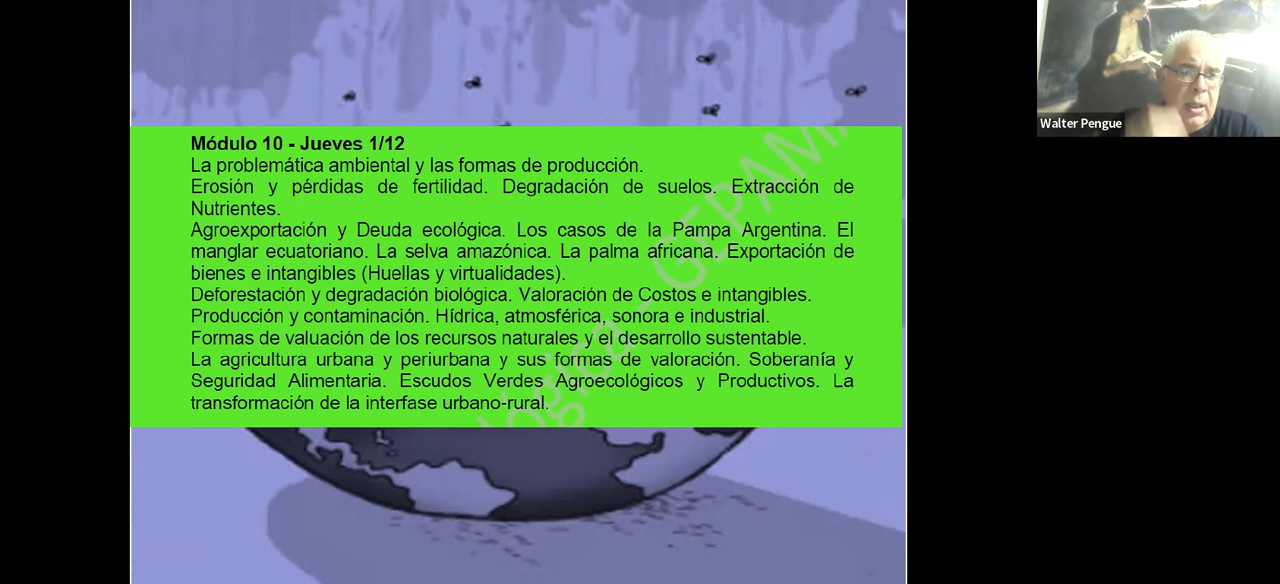 Módulo 10 - Jueves 1/12
La problemática ambiental y las formas de producción.
Erosión y pérdidas de fertilidad. Degradación de suelos. Extracción de
Nutrientes.
Agroexportación y Deuda ecológica. Los casos de la Pampa Argentina. El
manglar ecuatoriano. La selva amazónica. La palma africana. Exportación de
bienes e intangibles (Huellas y virtualidades).
Deforestación y degradación biológica. Valoración de Costos e intangibles.
Producción y contaminación. Hídrica, atmosférica, sonora e industrial.
Formas de valuación de los recursos naturales y el desarrollo sustentable.
La agricultura urbana y periurbana y sus formas de valoración. Soberanía y
Seguridad Alimentaria. Escudos Verdes Agroecológicos y Productivos. La
transformación de la interfase urbano-rural.
Walter Pengue